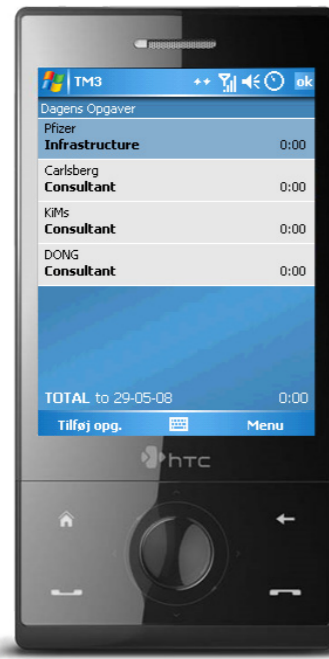 TM3
ok
Dagens Opgaver
Pfizer
Infrastructure 0:00
Carlsberg
Consultant 0:00
KiMs
Consultant 0:00
DONG
Consultant 0:00
TOTAL to 29-05-08 0:00
Tilføj opg. Menu
hTC